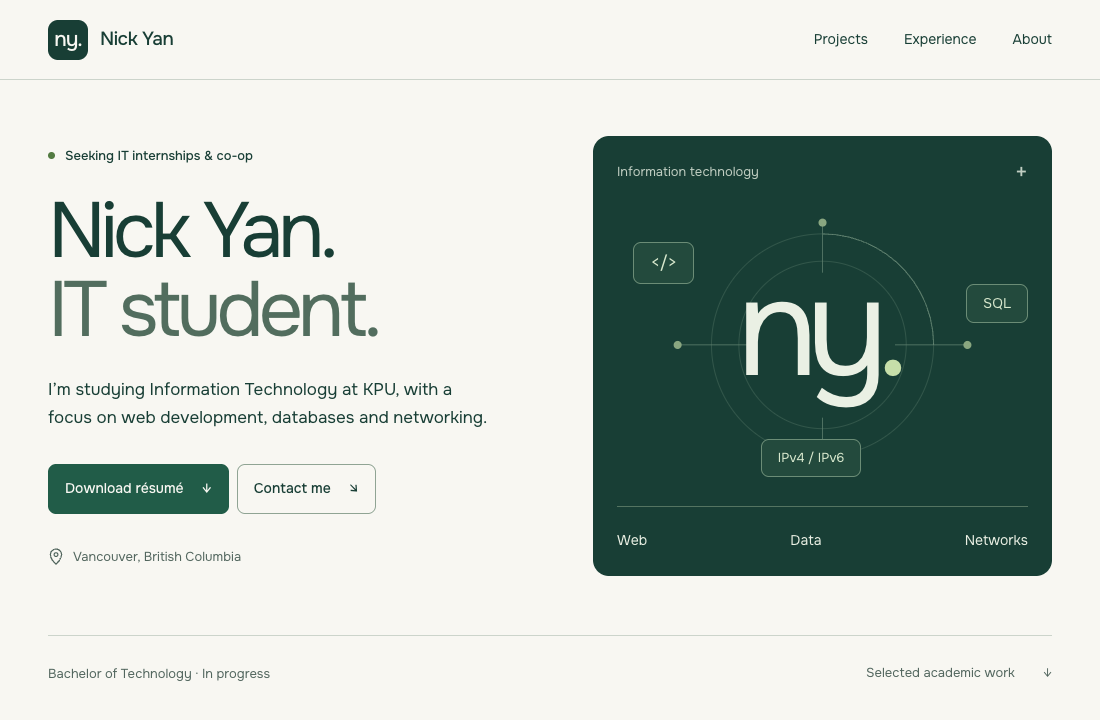 ny. Nick Yan
Projects Experience About
Seeking IT internships & co-op
Nick Yan.
IT student.
I’m studying Information Technology at KPU, with a
focus on web development, databases and networking.
Download résumé ↓
Contact me ↘
Vancouver, British Columbia
Information technology +
</>
SQL
ny.
IPv4 / IPv6
Web Data Networks
Bachelor of Technology · In progress
Selected academic work ↓